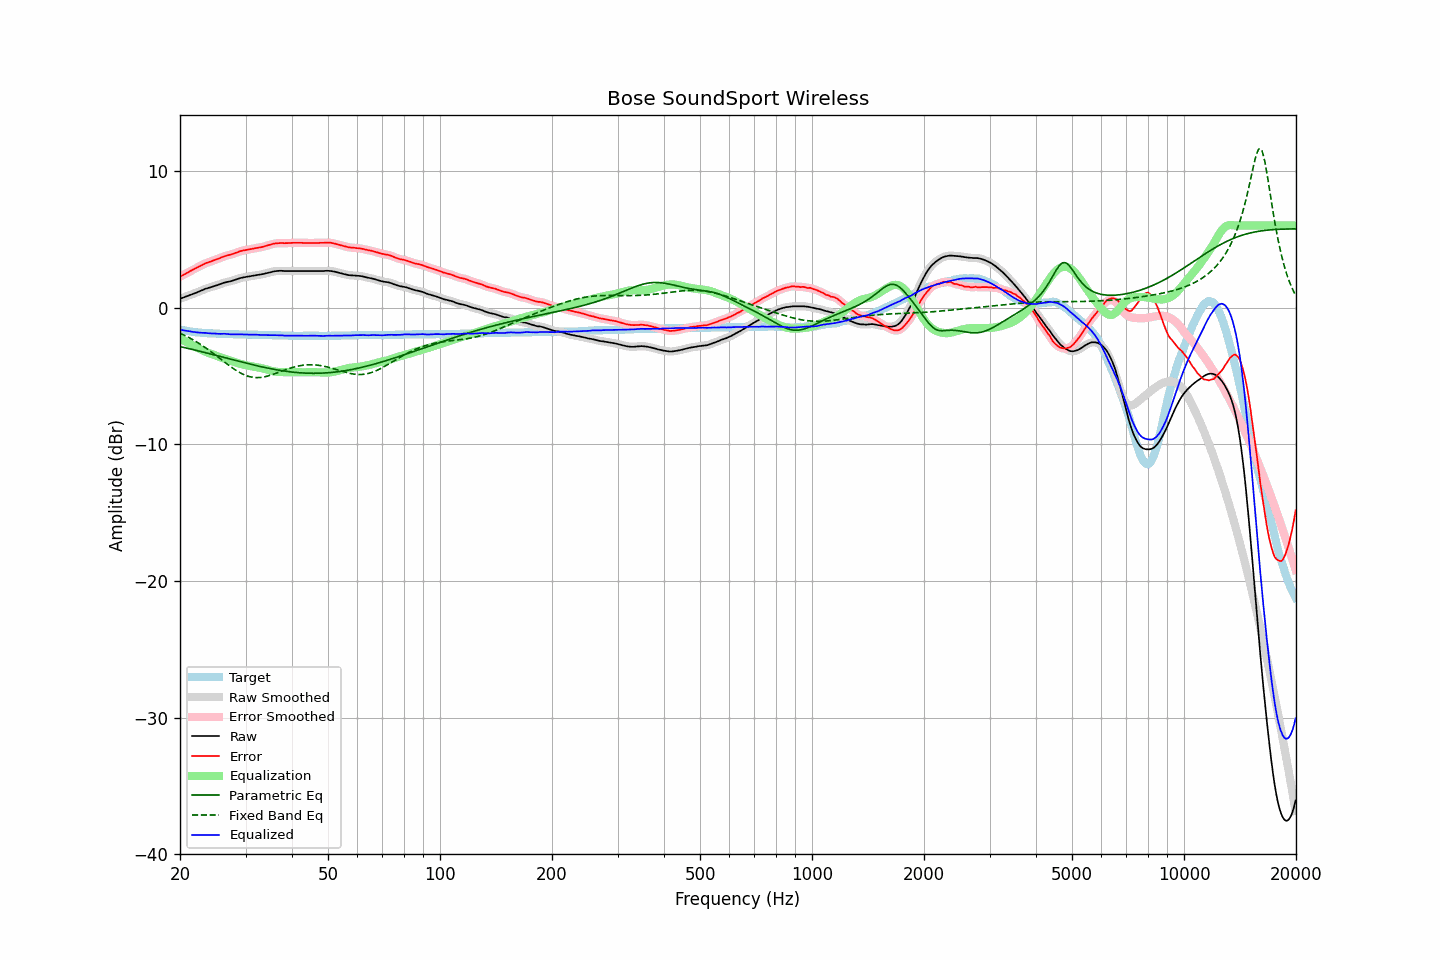 Bose SoundSport Wireless
Amplitude (dBr)
10
0
−10
−20
−30
−40
Target
Raw Smoothed
Error Smoothed
Raw
Error
Equalization
Parametric Eq
Fixed Band Eq
Equalized
20
50
100
200
500
1000
2000
5000
10000
20000
Frequency (Hz)